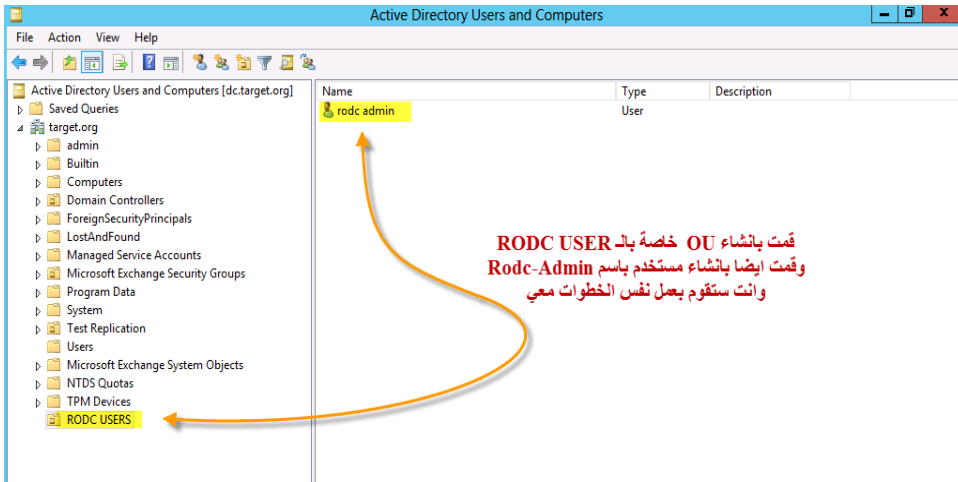 Active Directory Users and Computers
File Action View Help
Active Directory Users and Computers [dc.target.org]
Saved Queries
target.org
admin
Builtin
Computers
Domain Controllers
ForeignSecurityPrincipals
LostAndFound
Managed Service Accounts
Microsoft Exchange Security Groups
Program Data
System
Test Replication
Users
Microsoft Exchange System Objects
NTDS Quotas
TPM Devices
RODC USERS
Name Type Description
rodc admin User
قمت بانشاء OU خاصة بالـ RODC USER
وقمت ايضا بانشاء مستخدم باسم Rodc-Admin
وانت ستقوم بعمل نفس الخطوات معي